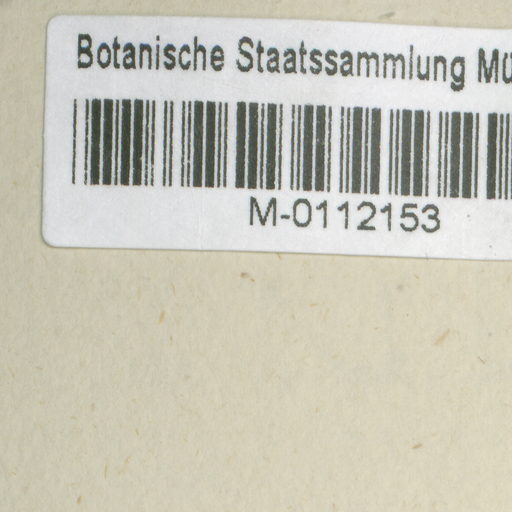 Botanische Staatssammlung Mü
M-0112153